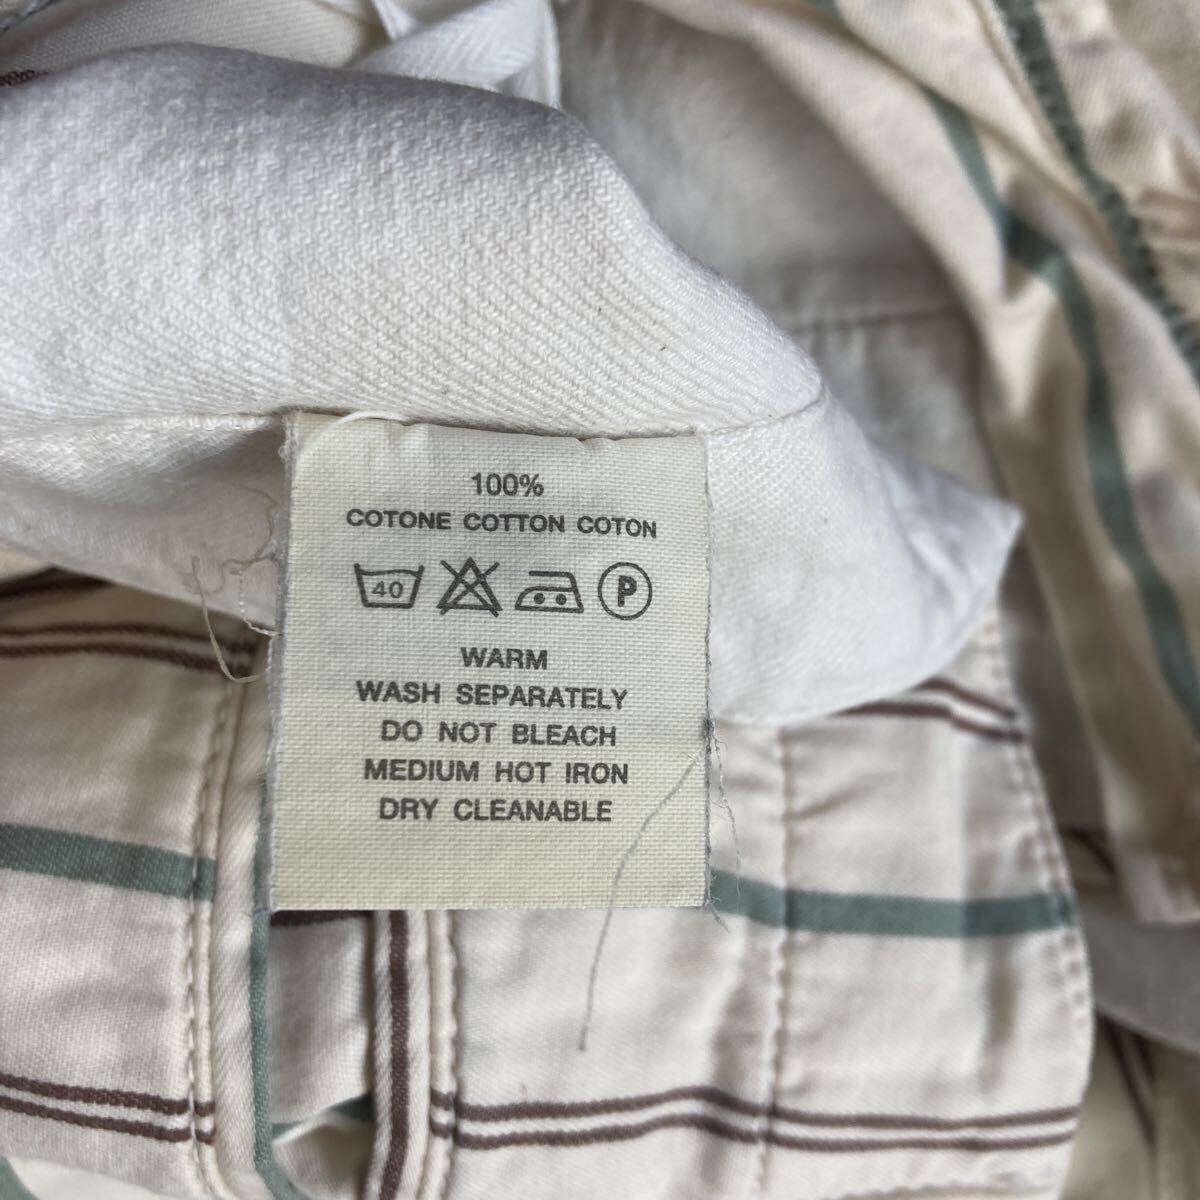 100%
COTONE COTTON COTON
40 P
WARM
WASH SEPARATELY
DO NOT BLEACH
MEDIUM HOT IRON
DRY CLEANABLE